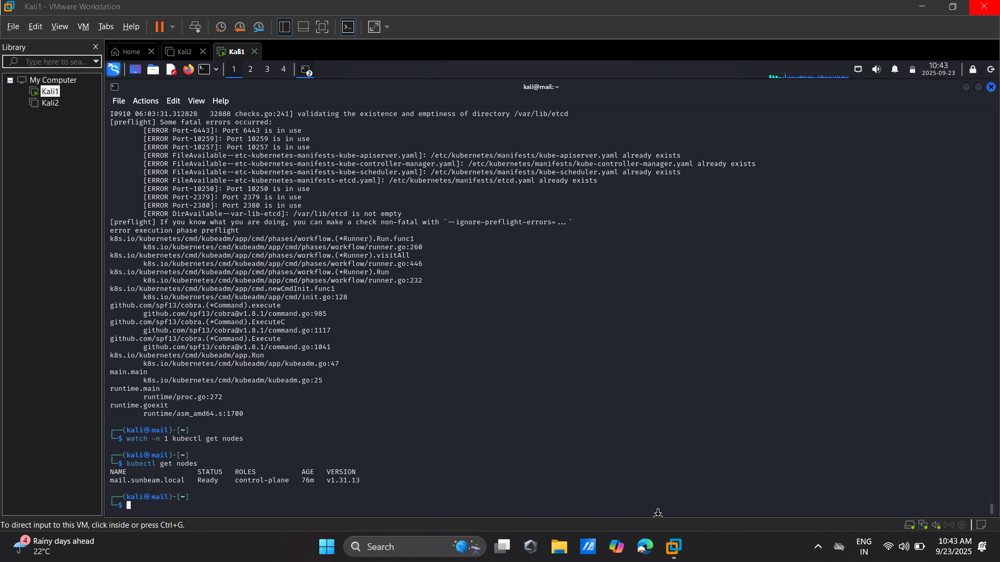 Kali1 - VMware Workstation
File Edit View VM Tabs Help
Library
Type here to sea...
My Computer
Kali1
Kali2
Home
Kali2
Kali1
1 2 3 4
2
10:43
2025-09-23
kali@mail: ~
File Actions Edit View Help
I0910 06:03:31.312828   32888 checks.go:241] validating the existence and emptiness of directory /var/lib/etcd
[preflight] Some fatal errors occurred:
[ERROR Port-6443]: Port 6443 is in use
[ERROR Port-10259]: Port 10259 is in use
[ERROR Port-10257]: Port 10257 is in use
[ERROR FileAvailable--etc-kubernetes-manifests-kube-apiserver.yaml]: /etc/kubernetes/manifests/kube-apiserver.yaml already exists
[ERROR FileAvailable--etc-kubernetes-manifests-kube-controller-manager.yaml]: /etc/kubernetes/manifests/kube-controller-manager.yaml already exists
[ERROR FileAvailable--etc-kubernetes-manifests-kube-scheduler.yaml]: /etc/kubernetes/manifests/kube-scheduler.yaml already exists
[ERROR FileAvailable--etc-kubernetes-manifests-etcd.yaml]: /etc/kubernetes/manifests/etcd.yaml already exists
[ERROR Port-10250]: Port 10250 is in use
[ERROR Port-2379]: Port 2379 is in use
[ERROR Port-2380]: Port 2380 is in use
[ERROR DirAvailable--var-lib-etcd]: /var/lib/etcd is not empty
[preflight] If you know what you are doing, you can make a check non-fatal with `--ignore-preflight-errors=...`
error execution phase preflight
k8s.io/kubernetes/cmd/kubeadm/app/cmd/phases/workflow.(*Runner).Run.func1
k8s.io/kubernetes/cmd/kubeadm/app/cmd/phases/workflow/runner.go:260
k8s.io/kubernetes/cmd/kubeadm/app/cmd/phases/workflow.(*Runner).visitAll
k8s.io/kubernetes/cmd/kubeadm/app/cmd/phases/workflow/runner.go:446
k8s.io/kubernetes/cmd/kubeadm/app/cmd/phases/workflow.(*Runner).Run
k8s.io/kubernetes/cmd/kubeadm/app/cmd/phases/workflow/runner.go:232
k8s.io/kubernetes/cmd/kubeadm/app/cmd.newCmdInit.func1
k8s.io/kubernetes/cmd/kubeadm/app/cmd/init.go:128
github.com/spf13/cobra.(*Command).execute
github.com/spf13/cobra@v1.8.1/command.go:985
github.com/spf13/cobra.(*Command).ExecuteC
github.com/spf13/cobra@v1.8.1/command.go:1117
github.com/spf13/cobra.(*Command).Execute
github.com/spf13/cobra@v1.8.1/command.go:1041
k8s.io/kubernetes/cmd/kubeadm/app.Run
k8s.io/kubernetes/cmd/kubeadm/app/kubeadm.go:47
main.main
k8s.io/kubernetes/cmd/kubeadm/kubeadm.go:25
runtime.main
runtime/proc.go:272
runtime.goexit
runtime/asm_amd64.s:1700
┌──(kali㉿mail)-[~]
└─$ watch -n 1 kubectl get nodes
┌──(kali㉿mail)-[~]
└─$ kubectl get nodes
NAME                 STATUS   ROLES           AGE   VERSION
mail.sunbeam.local   Ready    control-plane   76m   v1.31.13
┌──(kali㉿mail)-[~]
└─$
To direct input to this VM, click inside or press Ctrl+G.
4
Rainy days ahead
22°C
Search
ENG
IN
10:43 AM
9/23/2025